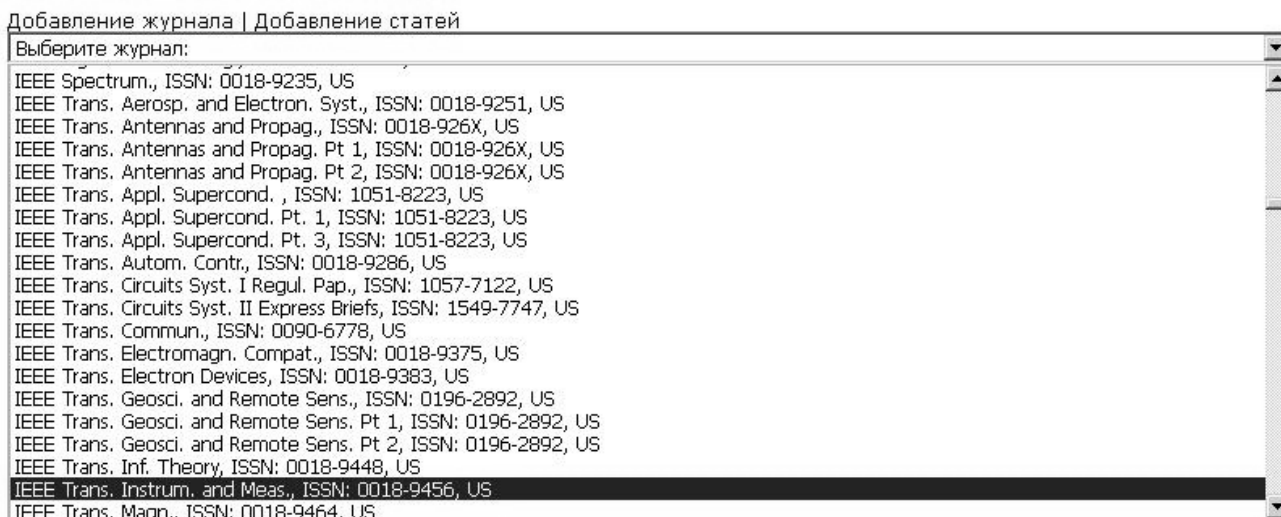 Добавление журнала | Добавление статей
Выберите журнал:
IEEE Spectrum., ISSN: 0018-9235, US
IEEE Trans. Aerosp. and Electron. Syst., ISSN: 0018-9251, US
IEEE Trans. Antennas and Propag., ISSN: 0018-926X, US
IEEE Trans. Antennas and Propag. Pt 1, ISSN: 0018-926X, US
IEEE Trans. Antennas and Propag. Pt 2, ISSN: 0018-926X, US
IEEE Trans. Appl. Supercond. , ISSN: 1051-8223, US
IEEE Trans. Appl. Supercond. Pt. 1, ISSN: 1051-8223, US
IEEE Trans. Appl. Supercond. Pt. 3, ISSN: 1051-8223, US
IEEE Trans. Autom. Contr., ISSN: 0018-9286, US
IEEE Trans. Circuits Syst. I Regul. Pap., ISSN: 1057-7122, US
IEEE Trans. Circuits Syst. II Express Briefs, ISSN: 1549-7747, US
IEEE Trans. Commun., ISSN: 0090-6778, US
IEEE Trans. Electromagn. Compat., ISSN: 0018-9375, US
IEEE Trans. Electron Devices, ISSN: 0018-9383, US
IEEE Trans. Geosci. and Remote Sens., ISSN: 0196-2892, US
IEEE Trans. Geosci. and Remote Sens. Pt 1, ISSN: 0196-2892, US
IEEE Trans. Geosci. and Remote Sens. Pt 2, ISSN: 0196-2892, US
IEEE Trans. Inf. Theory, ISSN: 0018-9448, US
IEEE Trans. Instrum. and Meas., ISSN: 0018-9456, US
IEEE Trans. Magn., ISSN: 0018-9464, US